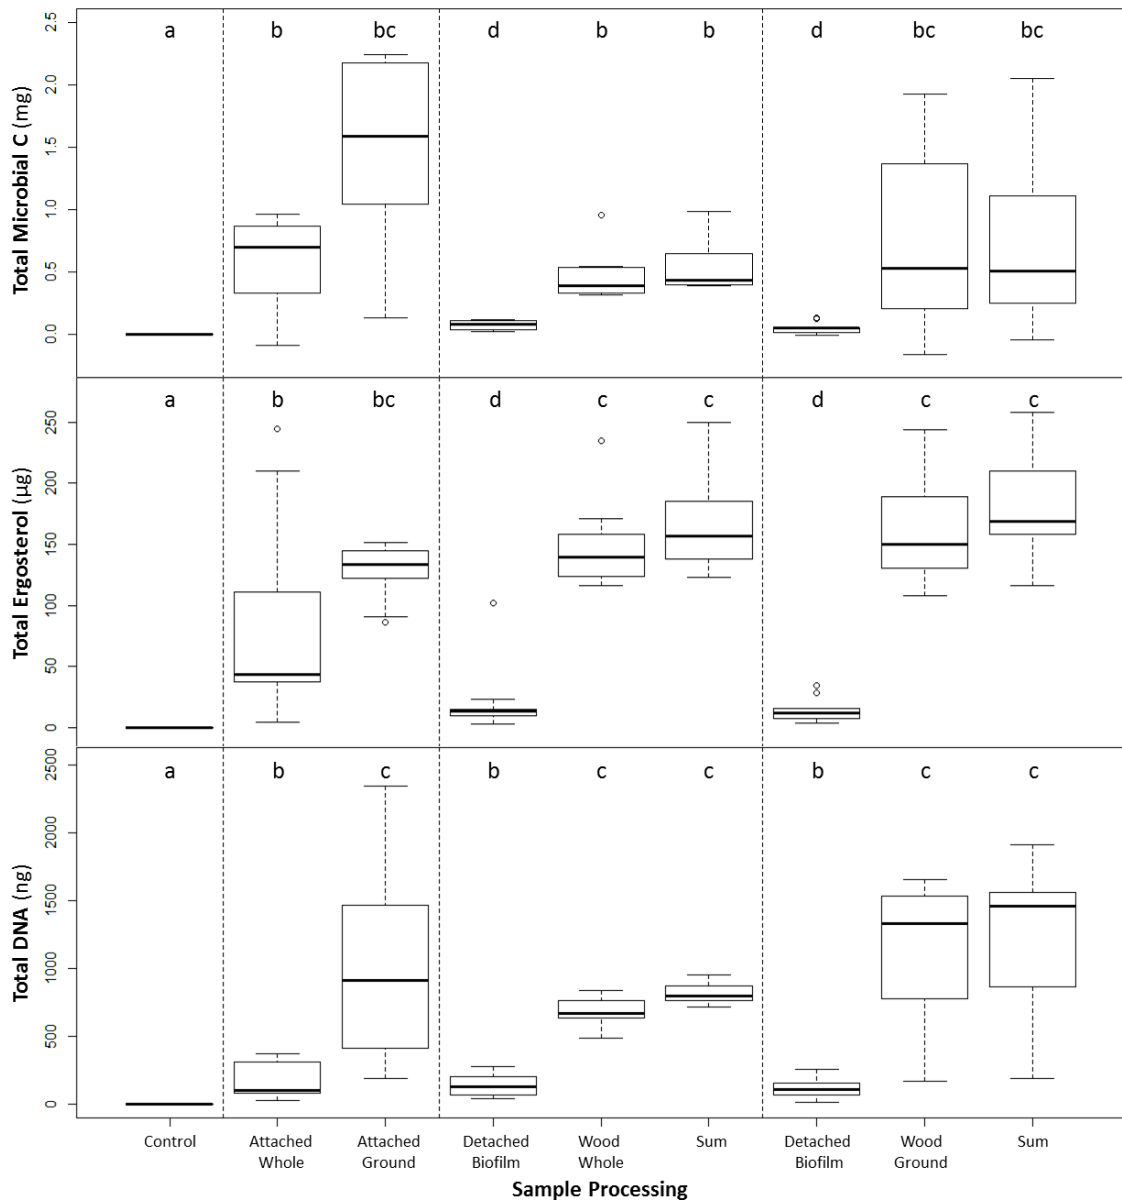 2.5
2.0
1.5
1.0
0.5
0.0
Total Microbial C (mg)
a b bc d b b d bc bc
250
200
150
100
50
0
Total Ergosterol (µg)
a b bc d c c d c c
2500
2000
1500
1000
500
0
Total DNA (ng)
a b c b c c b c c
Control Attached Attached Detached Wood Sum Detached Wood Sum
Whole Ground Biofilm Whole Biofilm Ground
Sample Processing